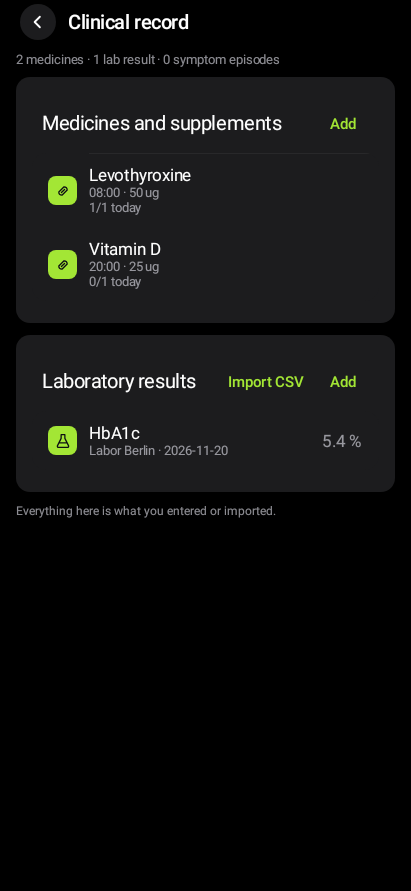 Clinical record
2 medicines · 1 lab result · 0 symptom episodes
Medicines and supplements
Add
Levothyroxine
08:00 · 50 ug
1/1 today
Vitamin D
20:00 · 25 ug
0/1 today
Laboratory results
Import CSV
Add
HbA1c
Labor Berlin · 2026-11-20
5.4 %
Everything here is what you entered or imported.